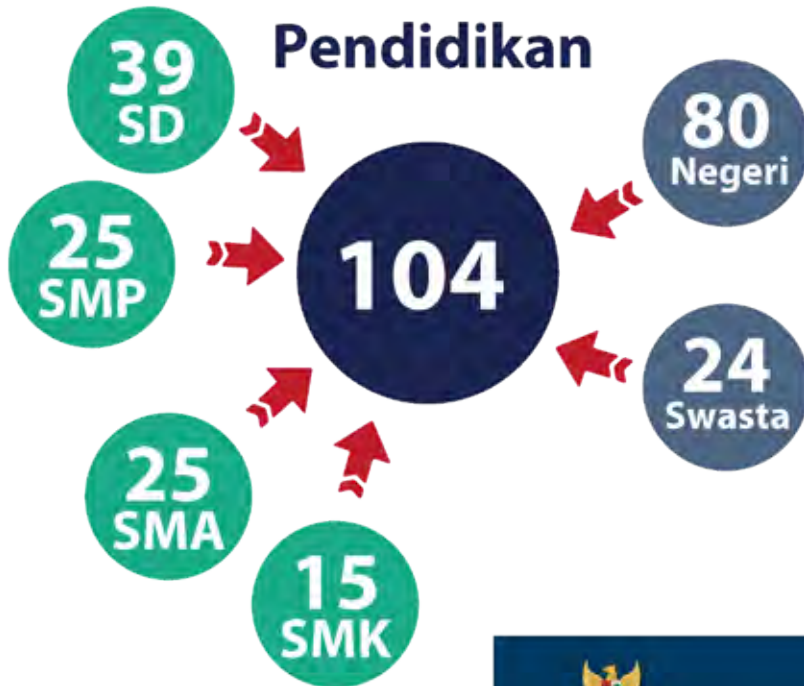 Pendidikan
39
SD
25
SMP
25
SMA
15
SMK
104
80
Negeri
24
Swasta